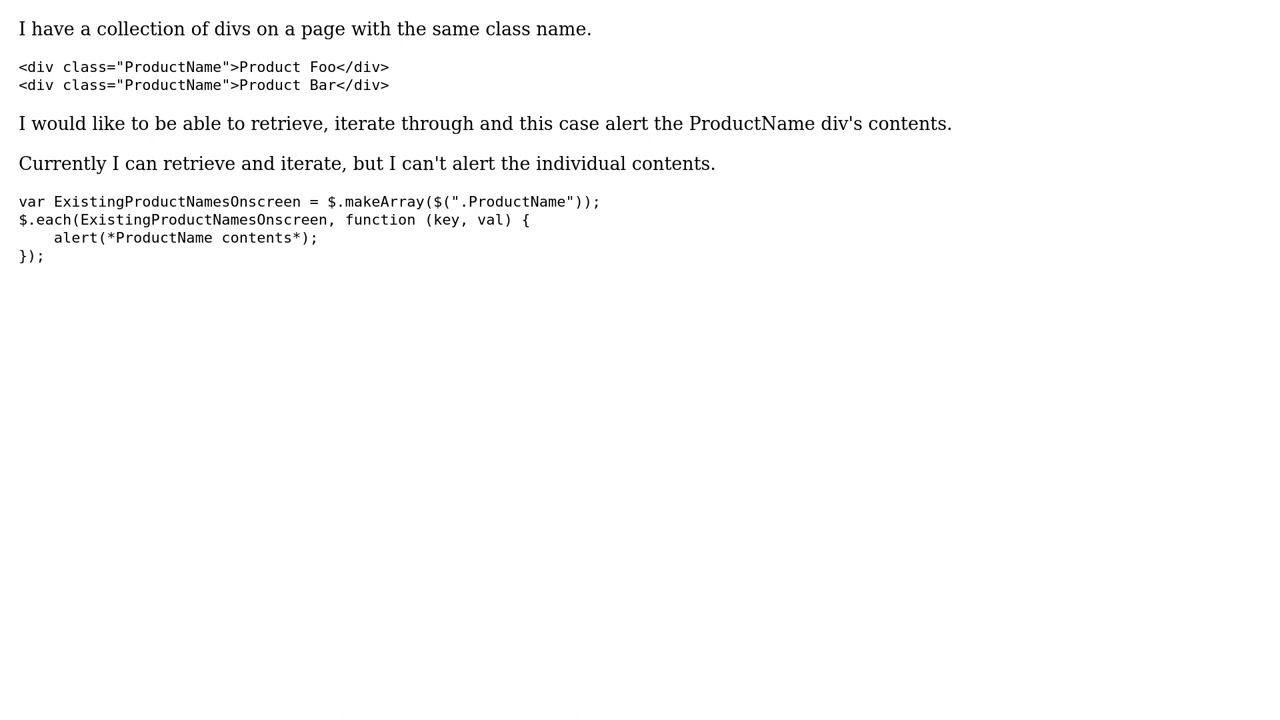 I have a collection of divs on a page with the same class name.
<div class="ProductName">Product Foo</div>
<div class="ProductName">Product Bar</div>
I would like to be able to retrieve, iterate through and this case alert the ProductName div's contents.
Currently I can retrieve and iterate, but I can't alert the individual contents.
var ExistingProductNamesOnscreen = $.makeArray($(".ProductName"));
$.each(ExistingProductNamesOnscreen, function (key, val) {
    alert(*ProductName contents*);
});